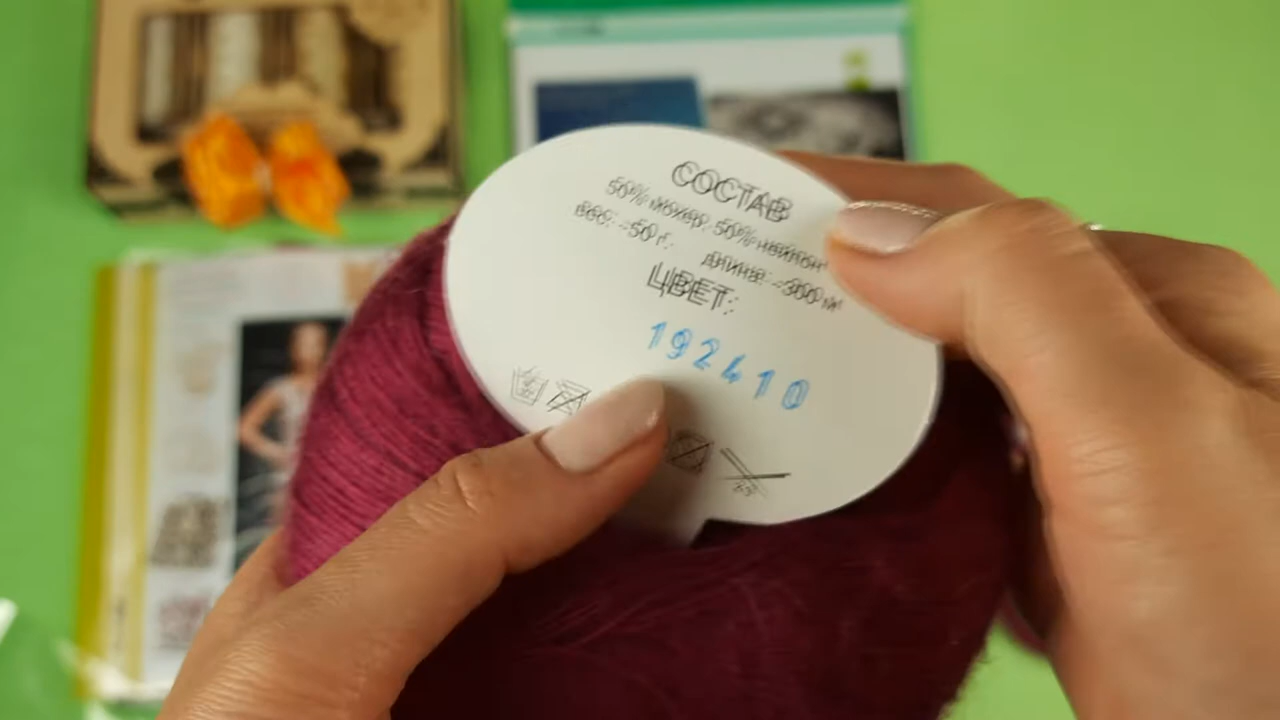 СОСТАВ
50% мохер, 50% нейлон
вес: ~50 г. длина: ~300 м
ЦВЕТ:
192410